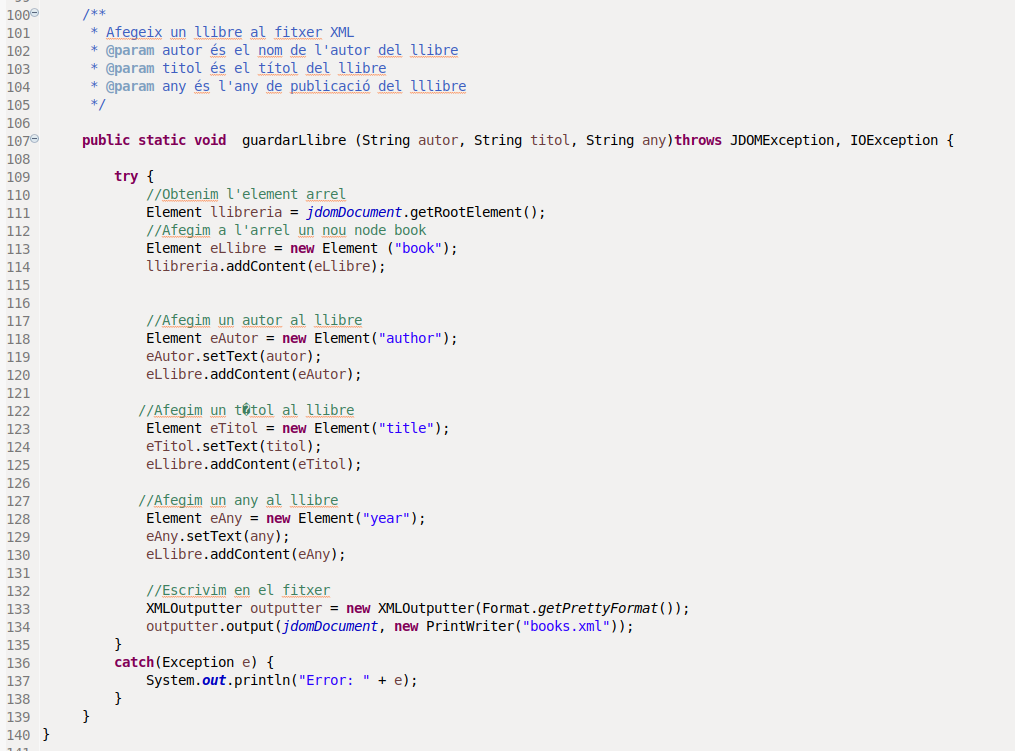 100 /**
101 * Afegeix un llibre al fitxer XML
102 * @param autor és el nom de l'autor del llibre
103 * @param titol és el títol del llibre
104 * @param any és l'any de publicació del lllibre
105 */
106
107 public static void  guardarLlibre (String autor, String titol, String any)throws JDOMException, IOException {
108
109 try {
110 //Obtenim l'element arrel
111 Element llibreria = jdomDocument.getRootElement();
112 //Afegim a l'arrel un nou node book
113 Element eLlibre = new Element ("book");
114 llibreria.addContent(eLlibre);
115
116
117 //Afegim un autor al llibre
118 Element eAutor = new Element("author");
119 eAutor.setText(autor);
120 eLlibre.addContent(eAutor);
121
122 //Afegim un t�tol al llibre
123 Element eTitol = new Element("title");
124 eTitol.setText(titol);
125 eLlibre.addContent(eTitol);
126
127 //Afegim un any al llibre
128 Element eAny = new Element("year");
129 eAny.setText(any);
130 eLlibre.addContent(eAny);
131
132 //Escrivim en el fitxer
133 XMLOutputter outputter = new XMLOutputter(Format.getPrettyFormat());
134 outputter.output(jdomDocument, new PrintWriter("books.xml"));
135 }
136 catch(Exception e) {
137 System.out.println("Error: " + e);
138 }
139 }
140 }